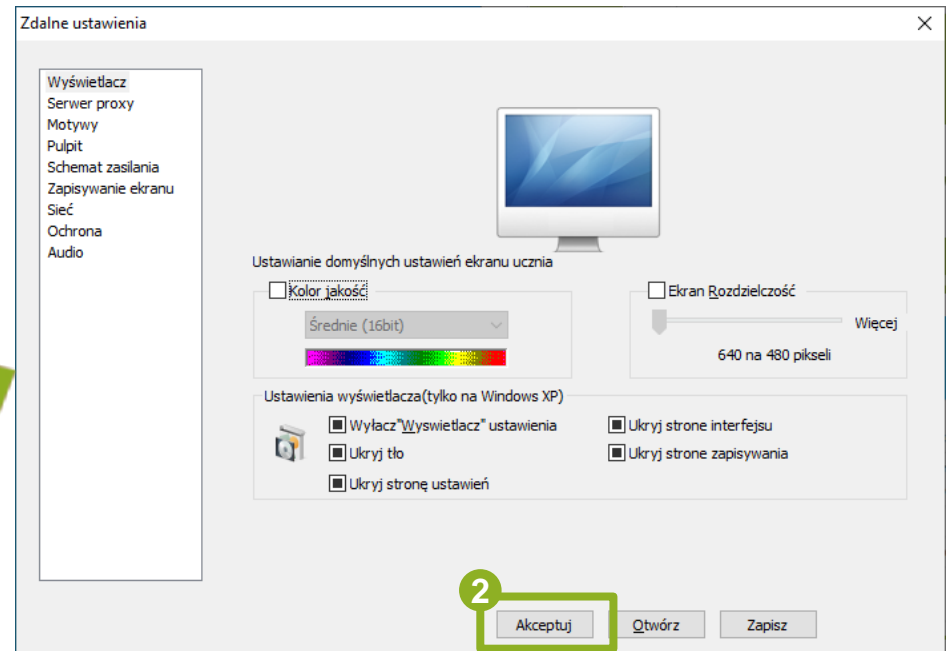 Zdalne ustawienia
Wyświetlacz
Serwer proxy
Motywy
Pulpit
Schemat zasilania
Zapisywanie ekranu
Sieć
Ochrona
Audio
Ustawianie domyślnych ustawień ekranu ucznia
Kolor jakość
Średnie (16bit)
Ekran Rozdzielczość
Więcej
640 na 480 pikseli
Ustawienia wyświetlacza(tylko na Windows XP)
Wyłacz"Wyswietlacz" ustawienia
Ukryj tło
Ukryj stronę ustawień
Ukryj strone interfejsu
Ukryj strone zapisywania
2
Akceptuj
Otwórz
Zapisz